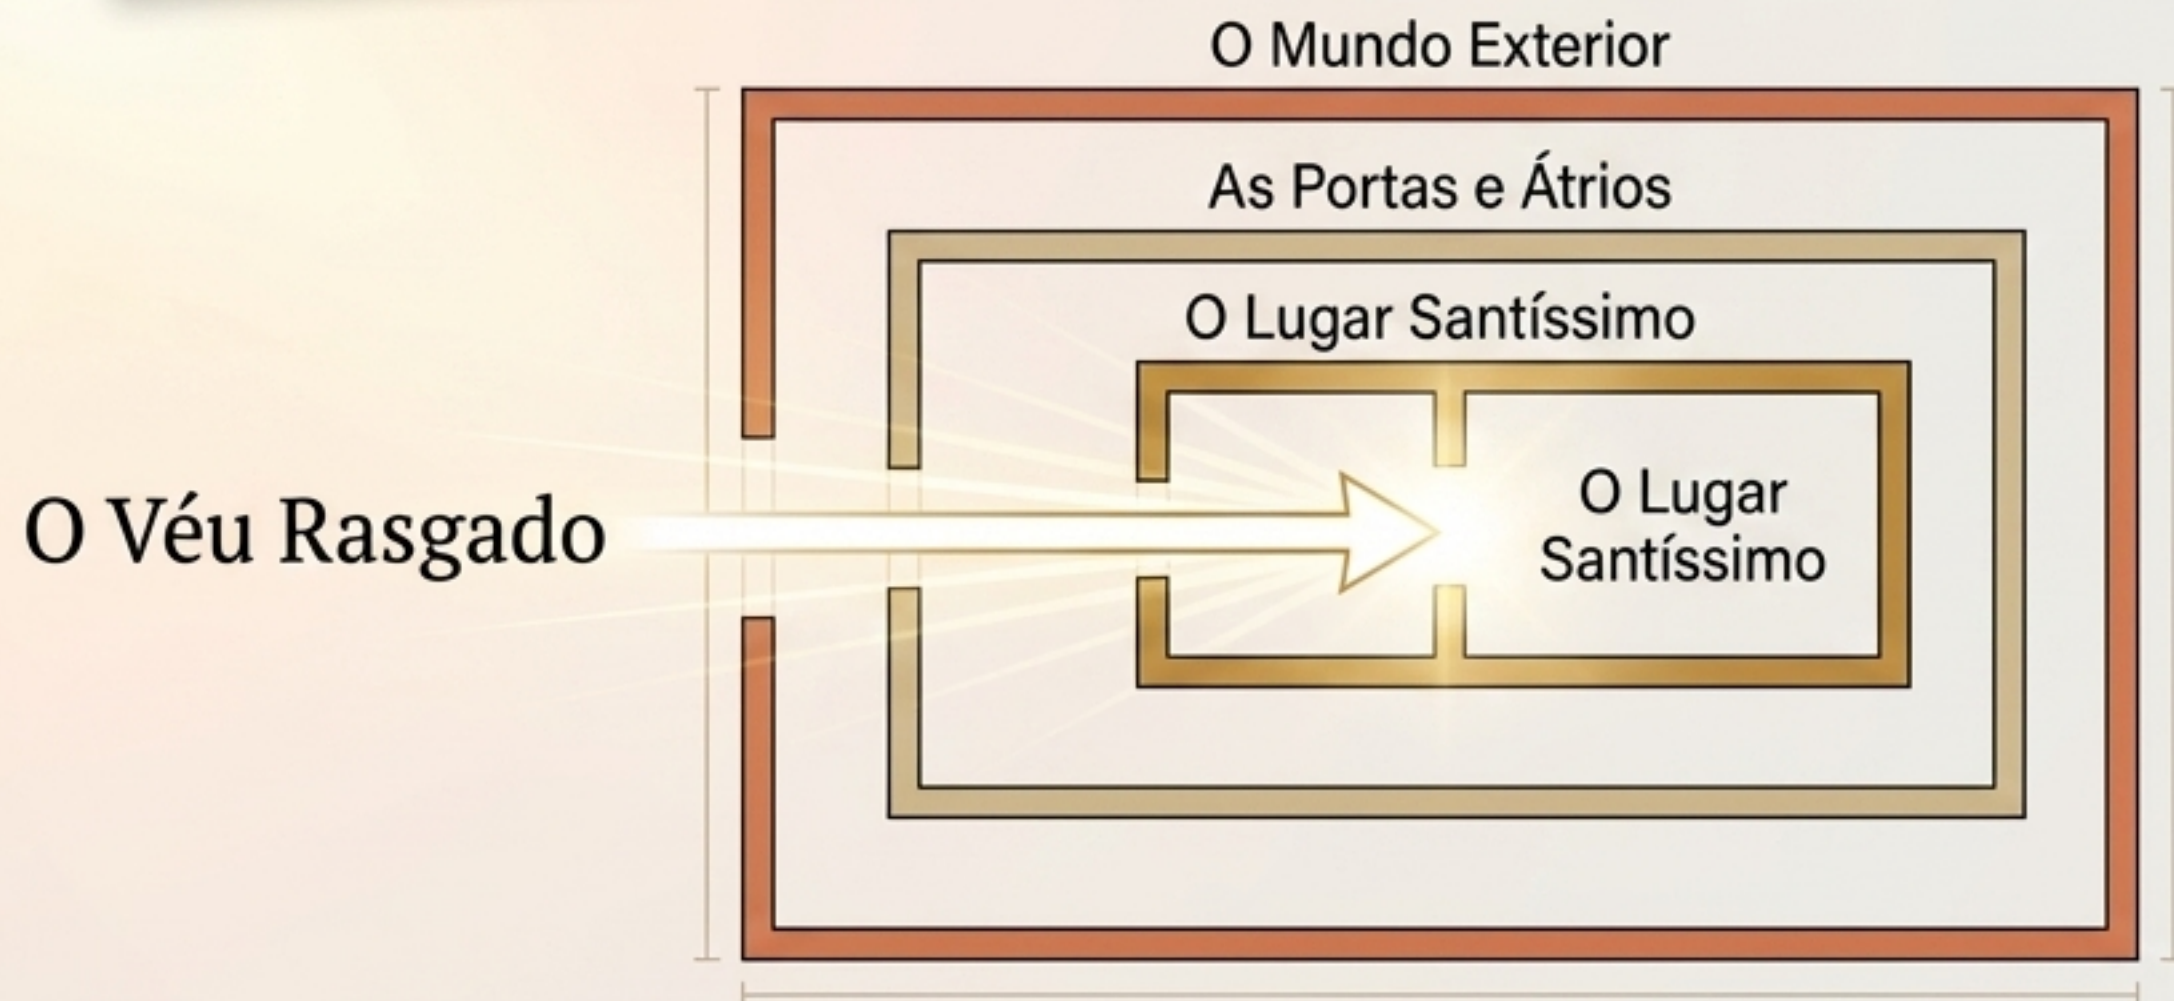 O Mundo Exterior
As Portas e Átrios
O Lugar Santíssimo
O Véu Rasgado
O Lugar
Santíssimo